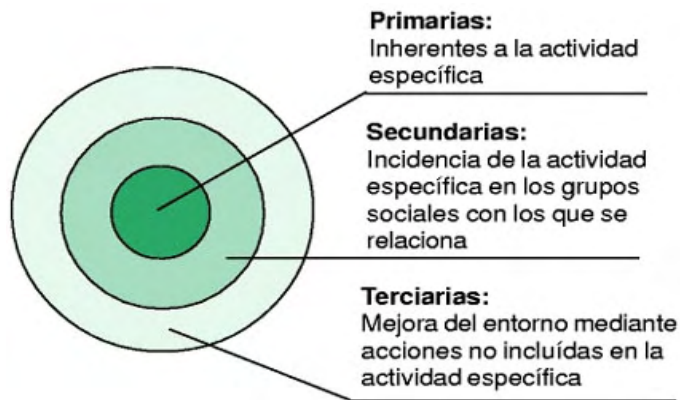 Primarias:
Inherentes a la actividad
específica
Secundarias:
Incidencia de la actividad
específica en los grupos
sociales con los que se
relaciona
Terciarias:
Mejora del entorno mediante
acciones no incluídas en la
actividad específica